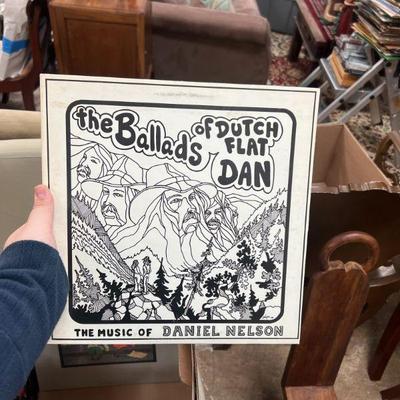 the Ballads
of DUTCH
FLAT
DAN
THE MUSIC OF DANIEL NELSON